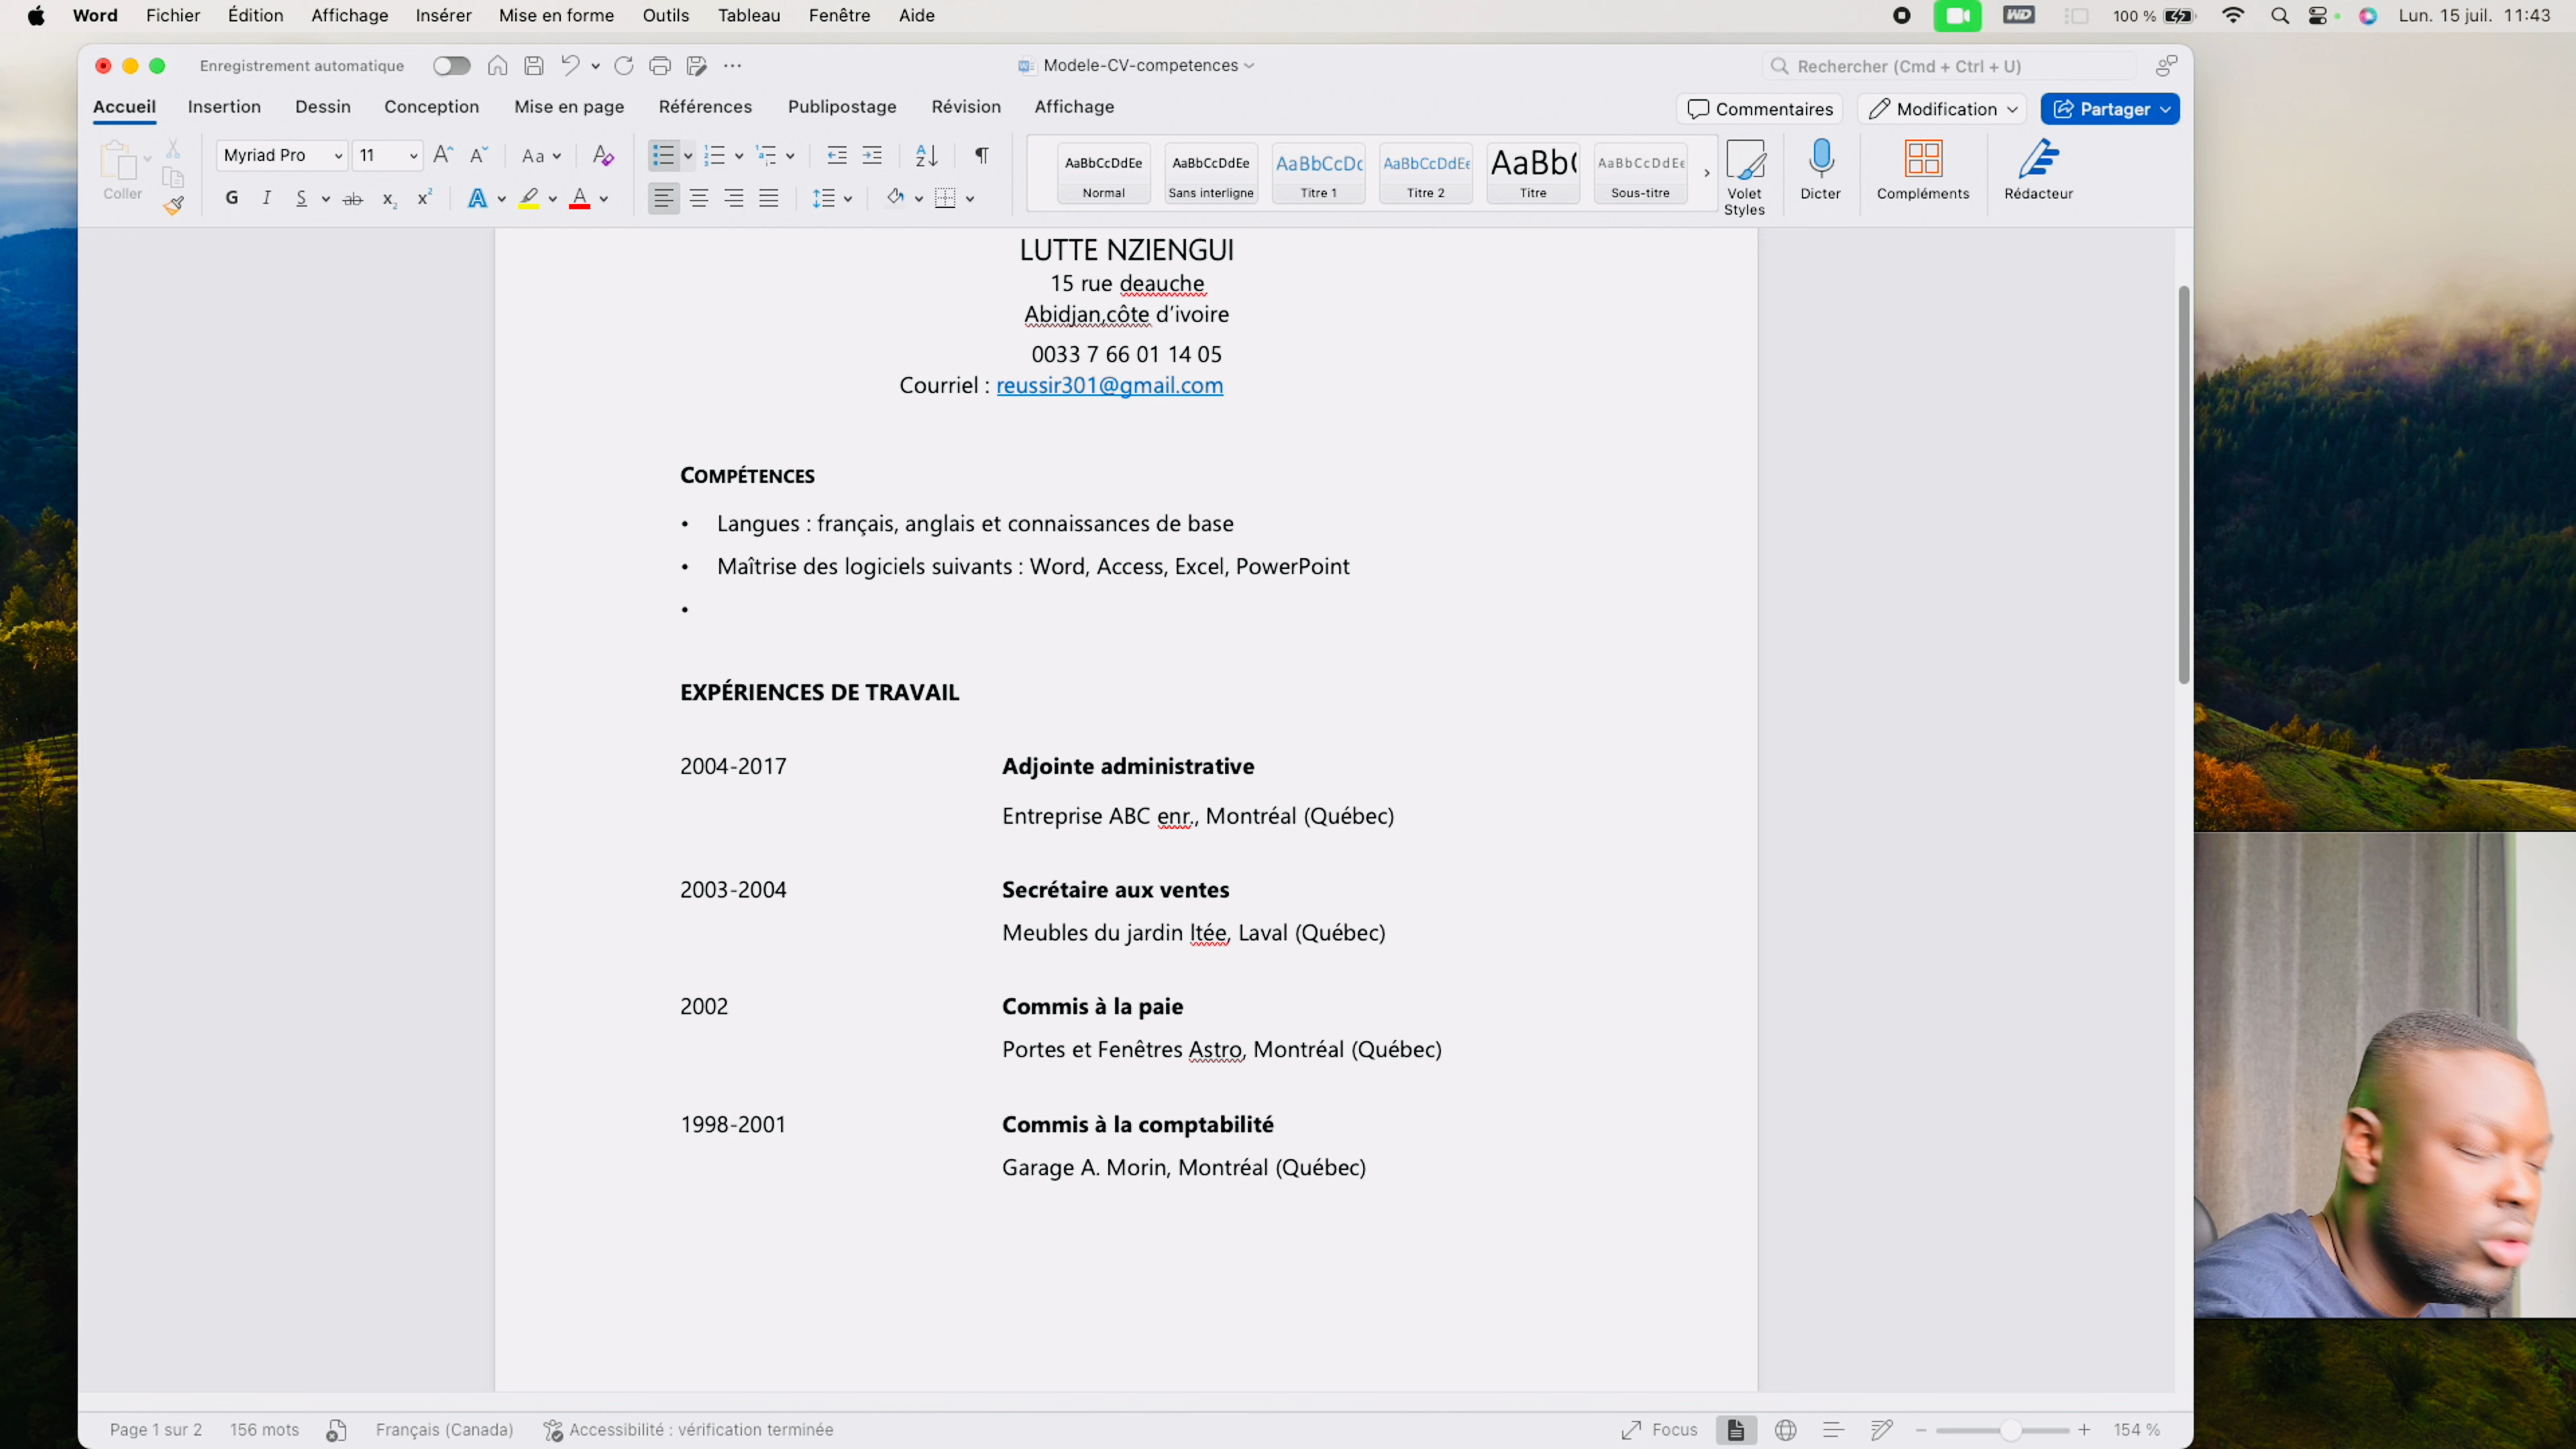 Word Fichier Édition Affichage Insérer Mise en forme Outils Tableau Fenêtre Aide WD 100 % Lun. 15 juil. 11:43
Enregistrement automatique Modele-CV-competences Rechercher (Cmd + Ctrl + U)
Accueil Insertion Dessin Conception Mise en page Références Publipostage Révision Affichage Commentaires Modification Partager
Coller Myriad Pro 11 Aa AaBbCcDdEe AaBbCcDdEe AaBbCcDc AaBbCcDdEe AaBb( AaBbCcDdEe
Normal Sans interligne Titre 1 Titre 2 Titre Sous-titre Volet Styles Dicter Compléments Rédacteur
G I S ab x₂ x² A A
LUTTE NZIENGUI
15 rue deauche
Abidjan,côte d'ivoire
0033 7 66 01 14 05
Courriel : reussir301@gmail.com
COMPÉTENCES
• Langues : français, anglais et connaissances de base
• Maîtrise des logiciels suivants : Word, Access, Excel, PowerPoint
•
EXPÉRIENCES DE TRAVAIL
2004-2017 Adjointe administrative
Entreprise ABC enr., Montréal (Québec)
2003-2004 Secrétaire aux ventes
Meubles du jardin ltée, Laval (Québec)
2002 Commis à la paie
Portes et Fenêtres Astro, Montréal (Québec)
1998-2001 Commis à la comptabilité
Garage A. Morin, Montréal (Québec)
Page 1 sur 2 156 mots Français (Canada) Accessibilité : vérification terminée Focus 154 %